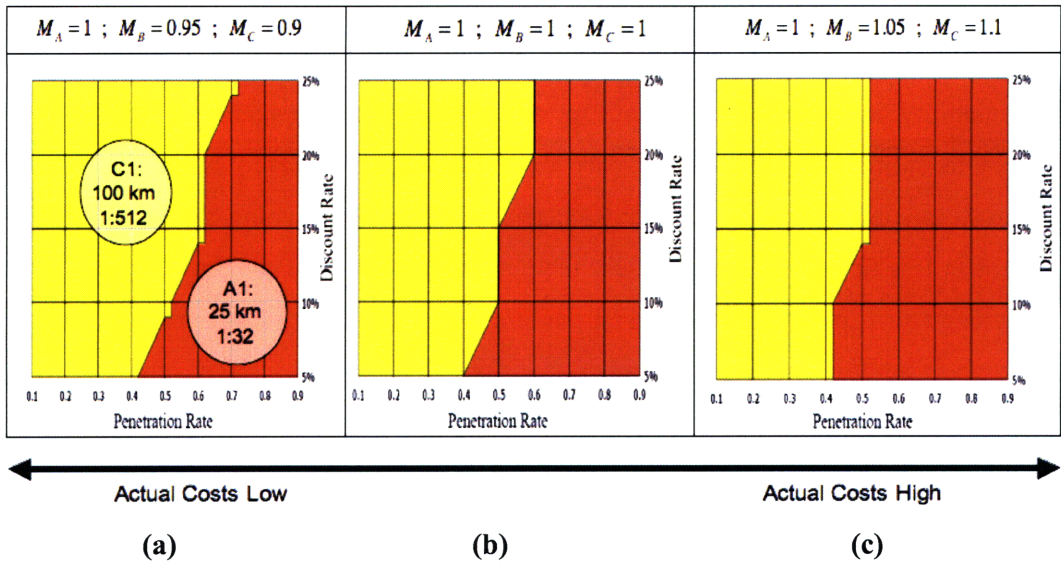 M_A = 1 ; M_B = 0.95 ; M_C = 0.9
M_A = 1 ; M_B = 1 ; M_C = 1
M_A = 1 ; M_B = 1.05 ; M_C = 1.1
25%
20%
15%
10%
5%
Discount Rate
C1:
100 km
1:512
A1:
25 km
1:32
0.1 0.2 0.3 0.4 0.5 0.6 0.7 0.8 0.9
Penetration Rate
25%
20%
15%
10%
5%
Discount Rate
0.1 0.2 0.3 0.4 0.5 0.6 0.7 0.8 0.9
Penetration Rate
25%
20%
15%
10%
5%
Discount Rate
0.1 0.2 0.3 0.4 0.5 0.6 0.7 0.8 0.9
Penetration Rate
Actual Costs Low
Actual Costs High
(a)
(b)
(c)